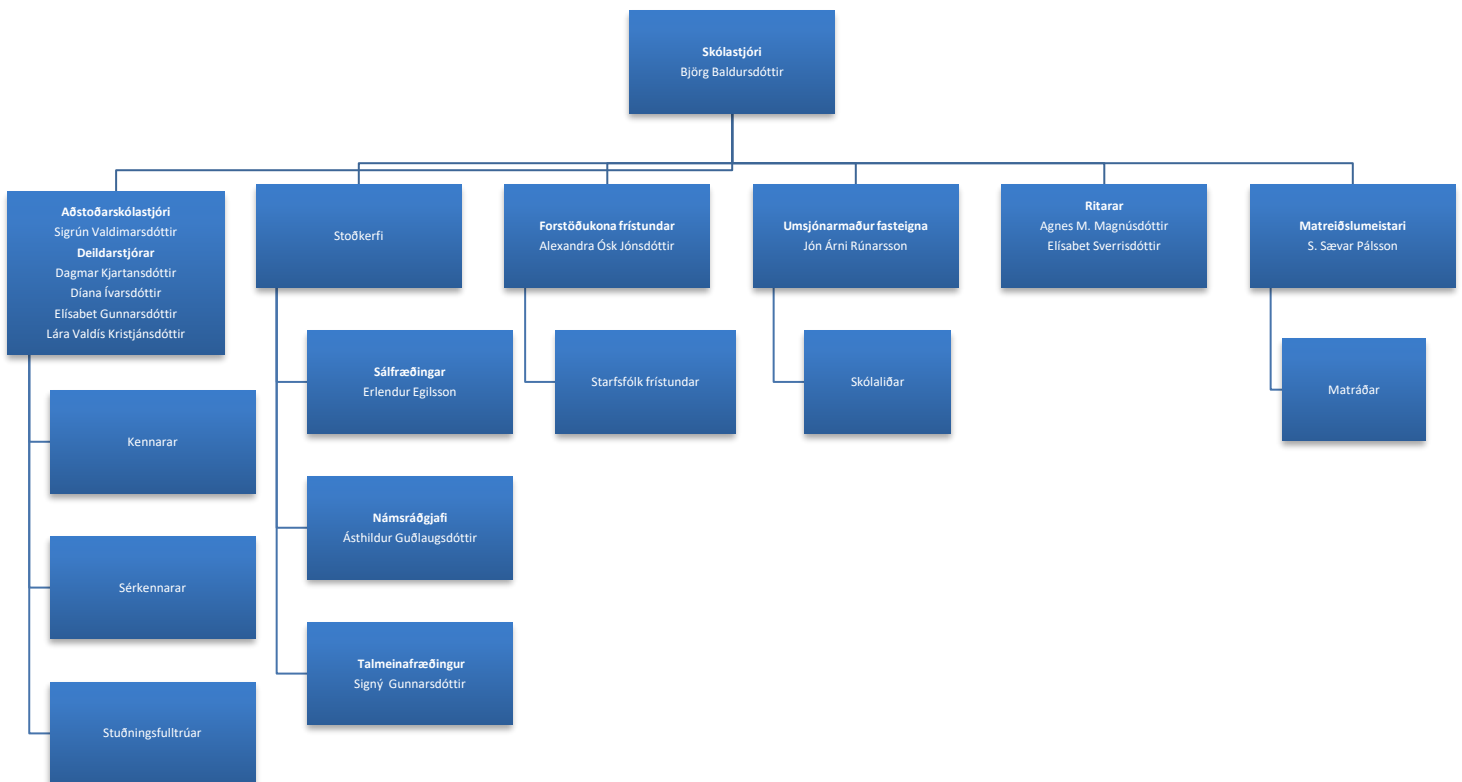 Skólastjóri
Björg Baldursdóttir
Aðstoðarskólastjóri
Sigrún Valdimarsdóttir
Deildarstjórar
Dagmar Kjartansdóttir
Díana Ívarsdóttir
Elísabet Gunnarsdóttir
Lára Valdís Kristjánsdóttir
Kennarar
Sérkennarar
Stuðningsfulltrúar
Stoðkerfi
Sálfræðingar
Erlendur Egilsson
Námsráðgjafi
Ásthildur Guðlaugsdóttir
Talmeinafræðingur
Signý Gunnarsdóttir
Forstöðukona frístundar
Alexandra Ósk Jónsdóttir
Starfsfólk frístundar
Umsjónarmaður fasteigna
Jón Árni Rúnarsson
Skólaliðar
Ritarar
Agnes M. Magnúsdóttir
Elísabet Sverrisdóttir
Matreiðslumeistari
S. Sævar Pálsson
Matráðar